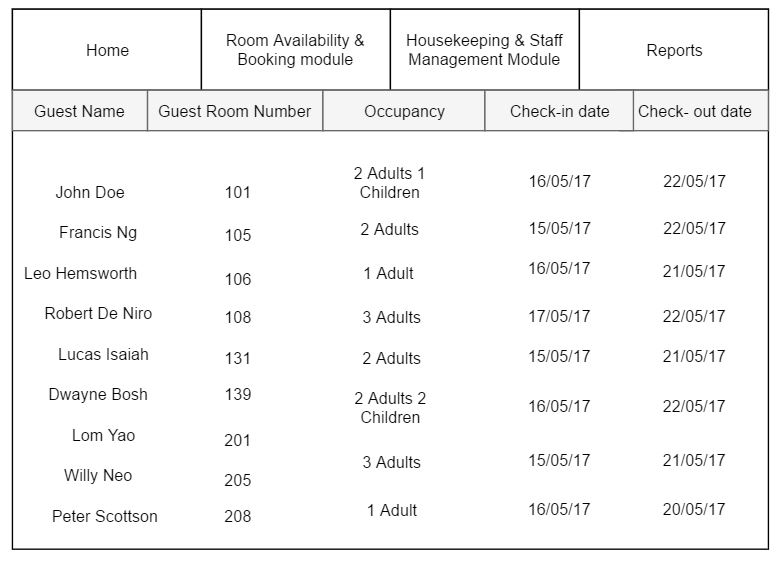 Home
Room Availability &
Booking module
Housekeeping & Staff
Management Module
Reports
Guest Name
Guest Room Number
Occupancy
Check-in date
Check- out date
John Doe
101
2 Adults 1
Children
16/05/17
22/05/17
Francis Ng
105
2 Adults
15/05/17
22/05/17
Leo Hemsworth
106
1 Adult
16/05/17
21/05/17
Robert De Niro
108
3 Adults
17/05/17
22/05/17
Lucas Isaiah
131
2 Adults
15/05/17
21/05/17
Dwayne Bosh
139
2 Adults 2
Children
16/05/17
22/05/17
Lom Yao
201
Willy Neo
205
3 Adults
15/05/17
21/05/17
Peter Scottson
208
1 Adult
16/05/17
20/05/17